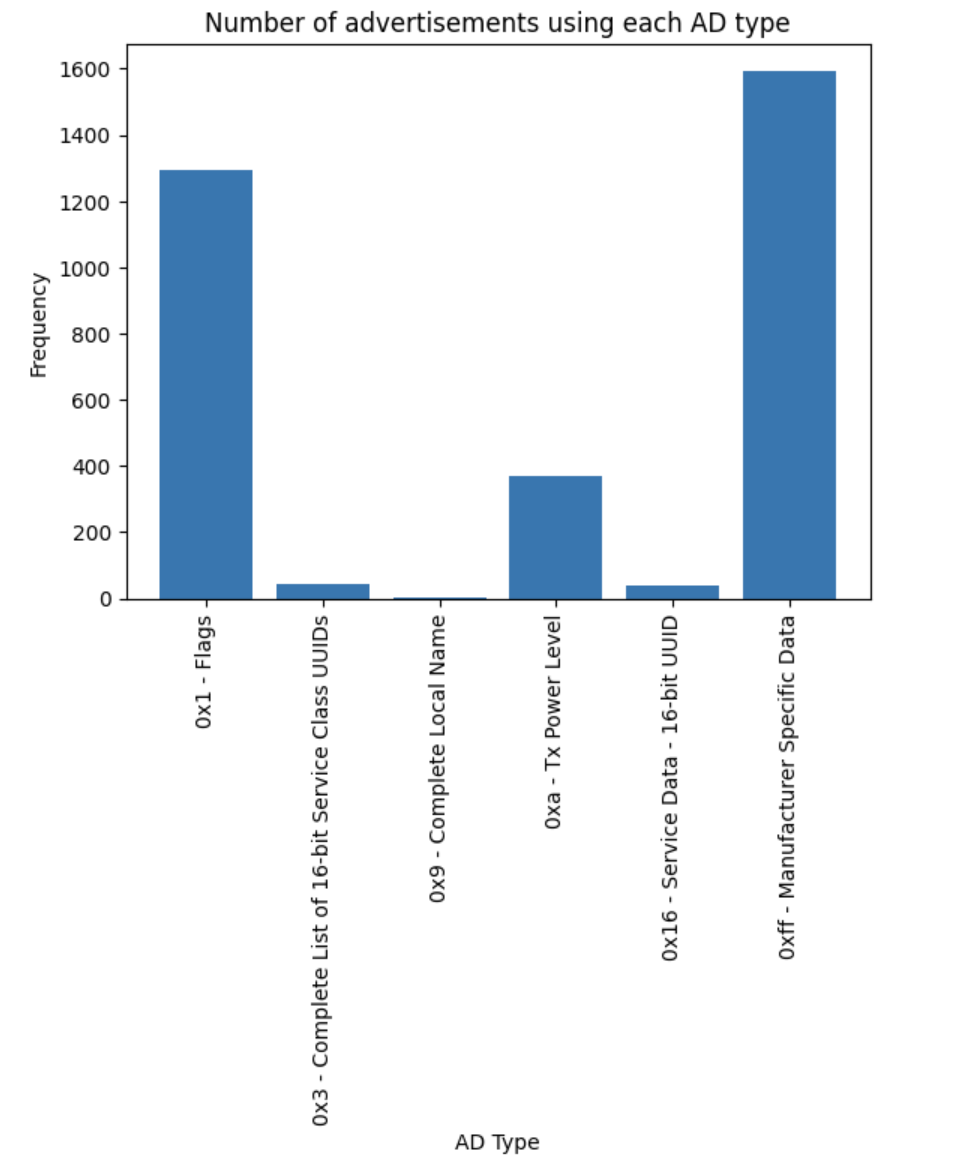 Number of advertisements using each AD type
Frequency
1600
1400
1200
1000
800
600
400
200
0
0x1 - Flags
0x3 - Complete List of 16-bit Service Class UUIDs
0x9 - Complete Local Name
0xa - Tx Power Level
0x16 - Service Data - 16-bit UUID
0xff - Manufacturer Specific Data
AD Type